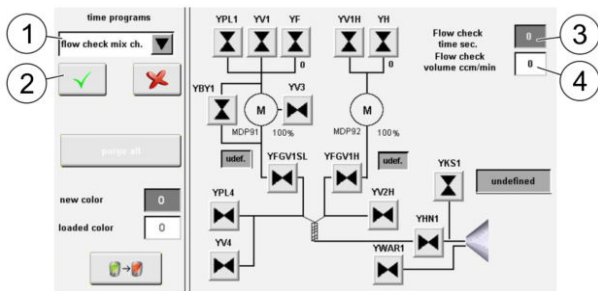 time programs
1
flow check mix ch.
2
purge all
new color
0
loaded color
0
YPL1 YV1 YF YV1H YH
0 0
YBY1 YV3
M M
MDP91 100% MDP92 100%
udef. YFGV1SL YFGV1H udef.
YPL4 YV2H
YV4
YKS1
undefined
YHN1
YWAR1
Flow check
time sec.
0
3
Flow check
volume ccm/min
0
4